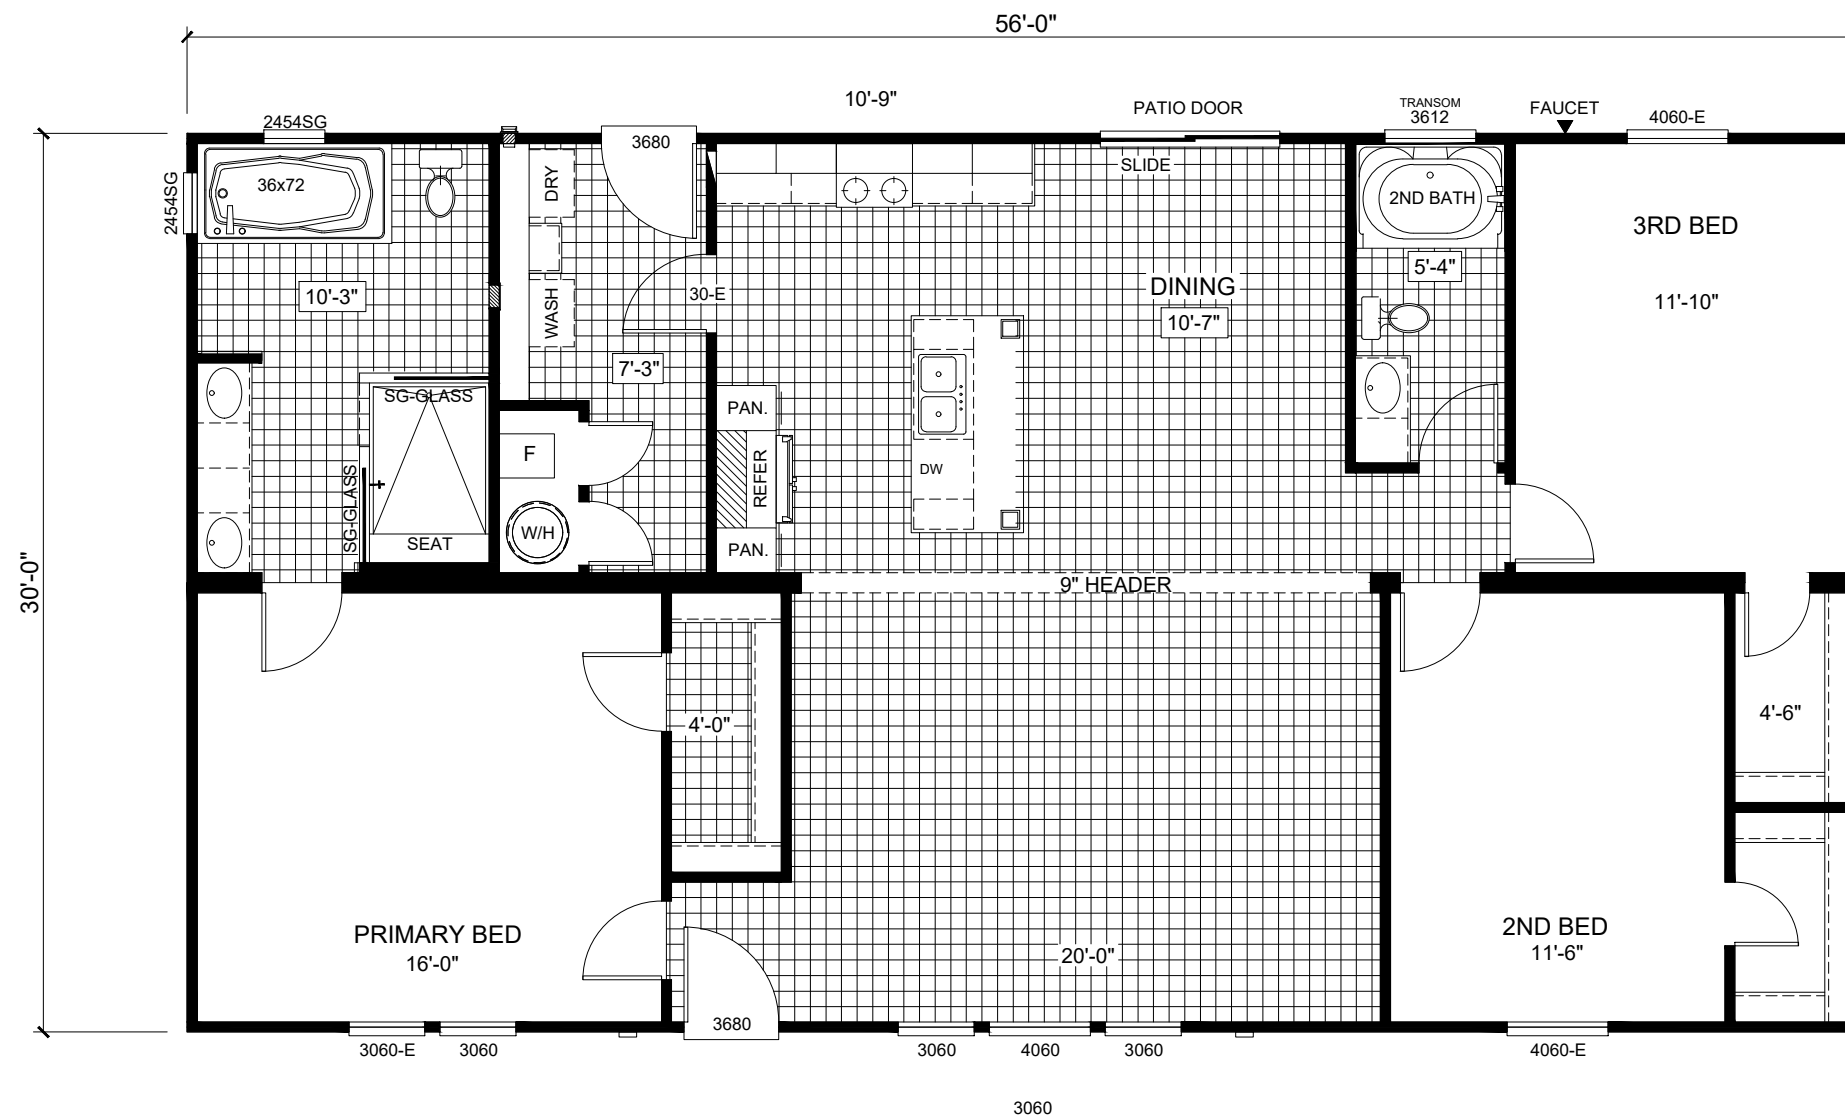 56'-0"
10'-9"
PATIO DOOR
TRANSOM
3612
FAUCET
4060-E
2454SG
3680
SLIDE
2454SG
36x72
DRY
2ND BATH
3RD BED
11'-10"
10'-3"
WASH
30-E
DINING
10'-7"
5'-4"
7'-3"
SG-GLASS
PAN.
F
REFER
DW
SG-GLASS
W/H
SEAT
PAN.
30'-0"
9" HEADER
4'-0"
4'-6"
PRIMARY BED
16'-0"
20'-0"
2ND BED
11'-6"
3680
3060-E
3060
3060
4060
3060
4060-E
3060